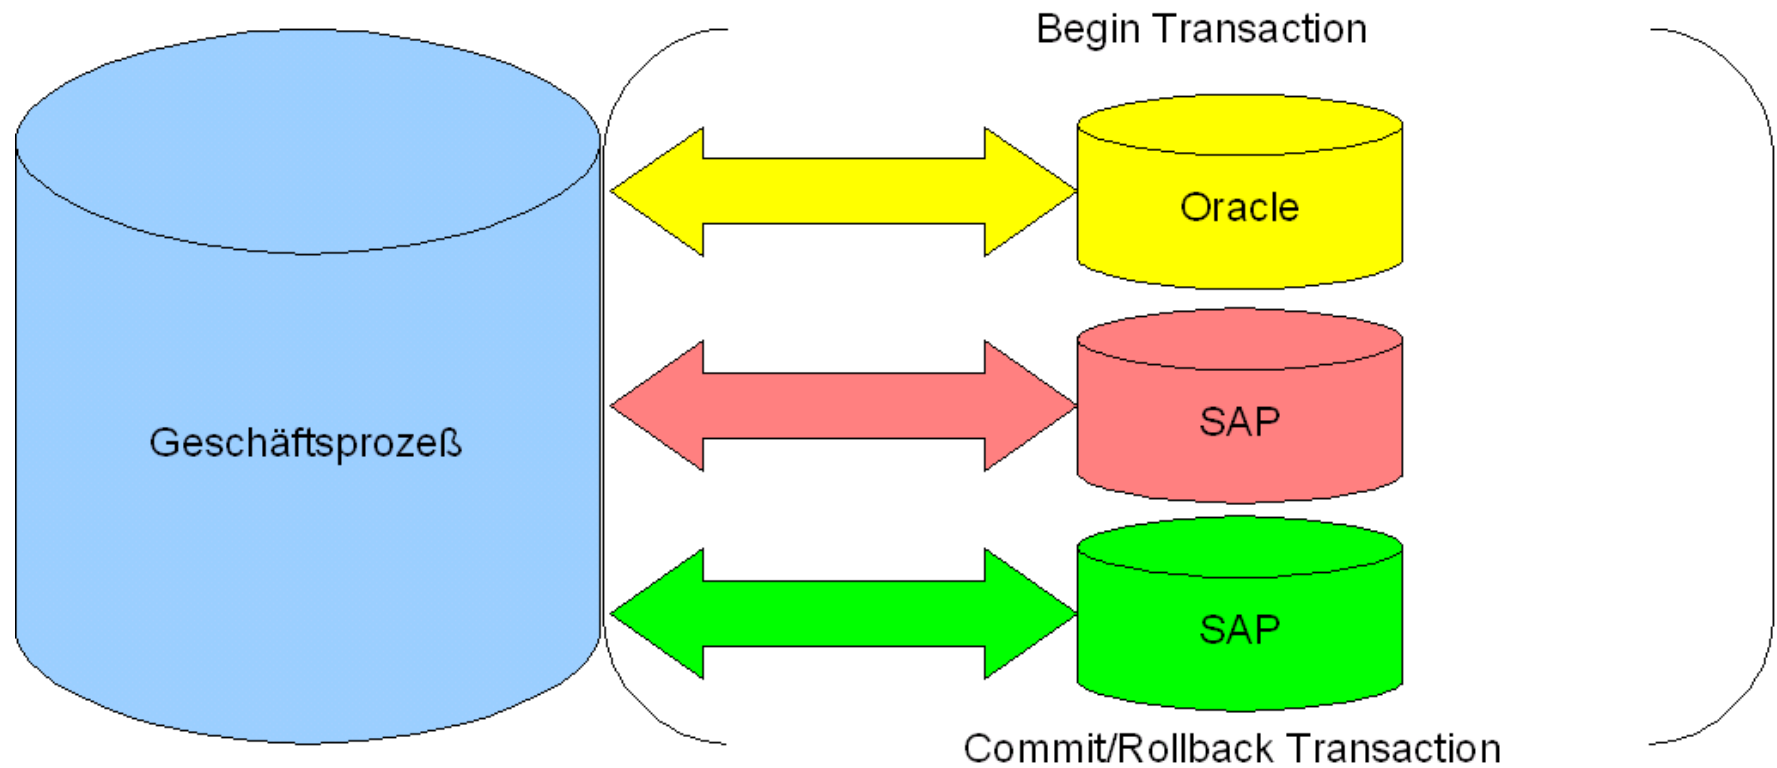 Begin Transaction
Oracle
SAP
Geschäftsprozeß
SAP
Commit/Rollback Transaction